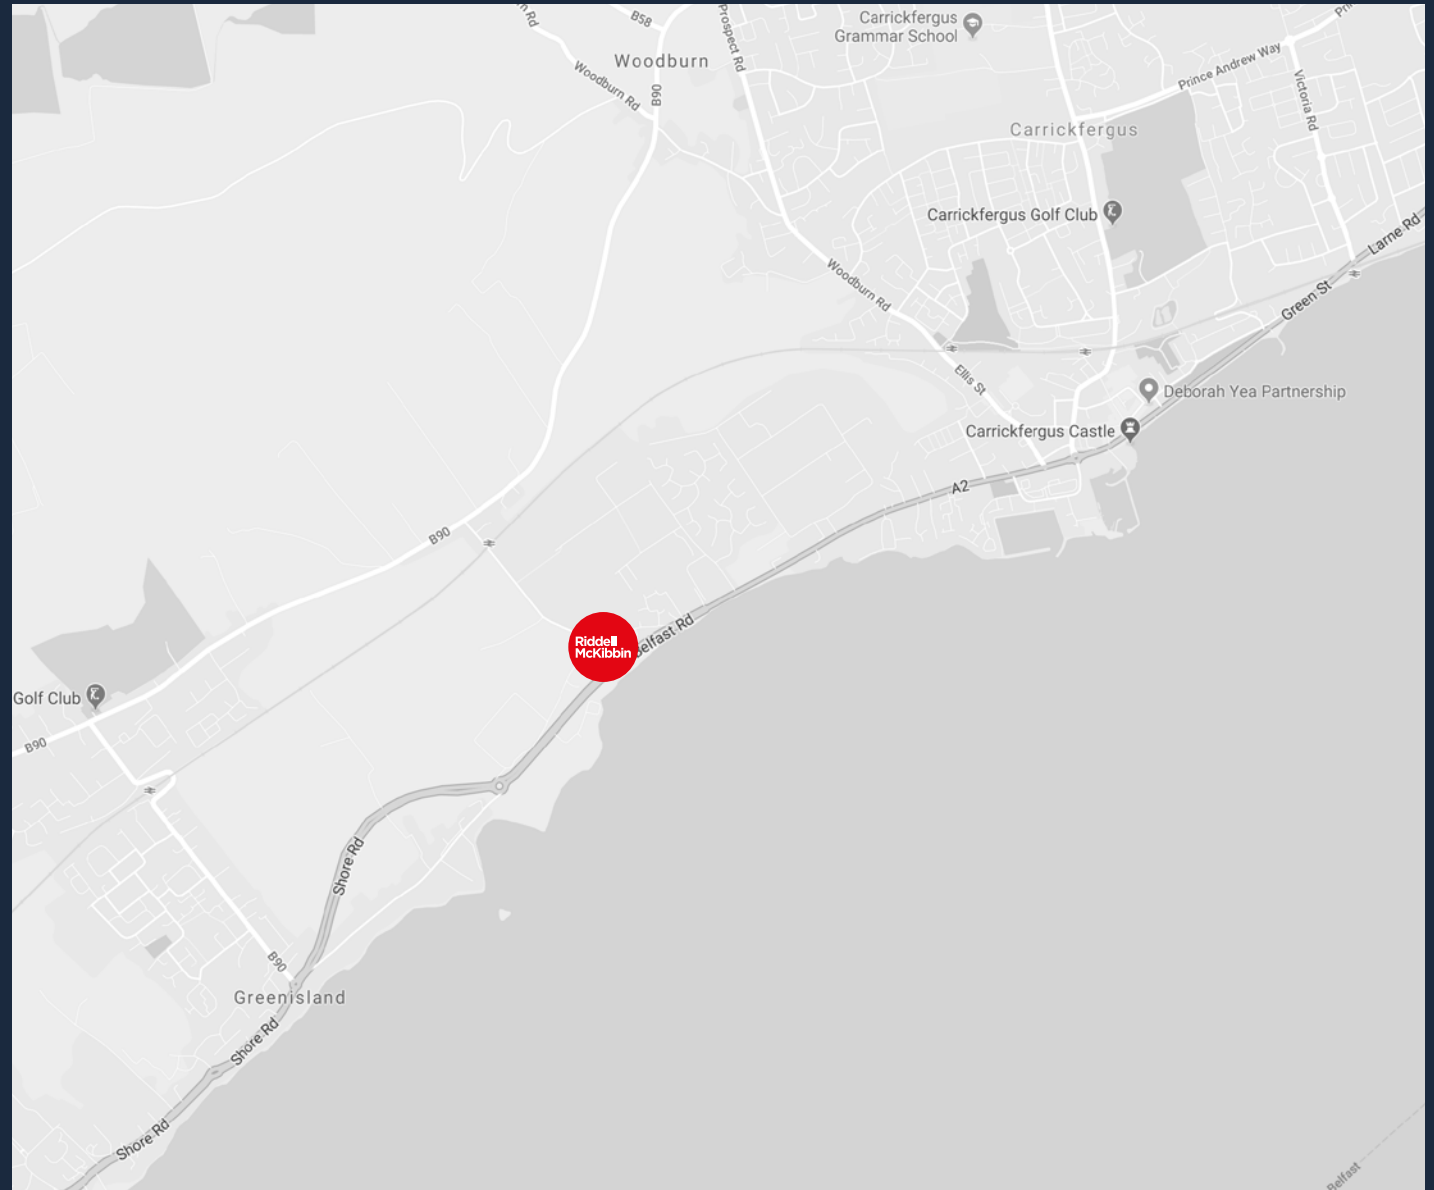 B58
Prospect Rd
Carrickfergus
Grammar School
Woodburn
Woodburn Rd
B90
Prince Andrew Way
Victoria Rd
Carrickfergus
Carrickfergus Golf Club
Larne Rd
Woodburn Rd
Green St
Ellis St
Deborah Yea Partnership
Carrickfergus Castle
A2
B90
Riddell
McKibbin
Belfast Rd
Golf Club
B90
Shore Rd
B90
Greenisland
Shore Rd
Shore Rd
Belfast